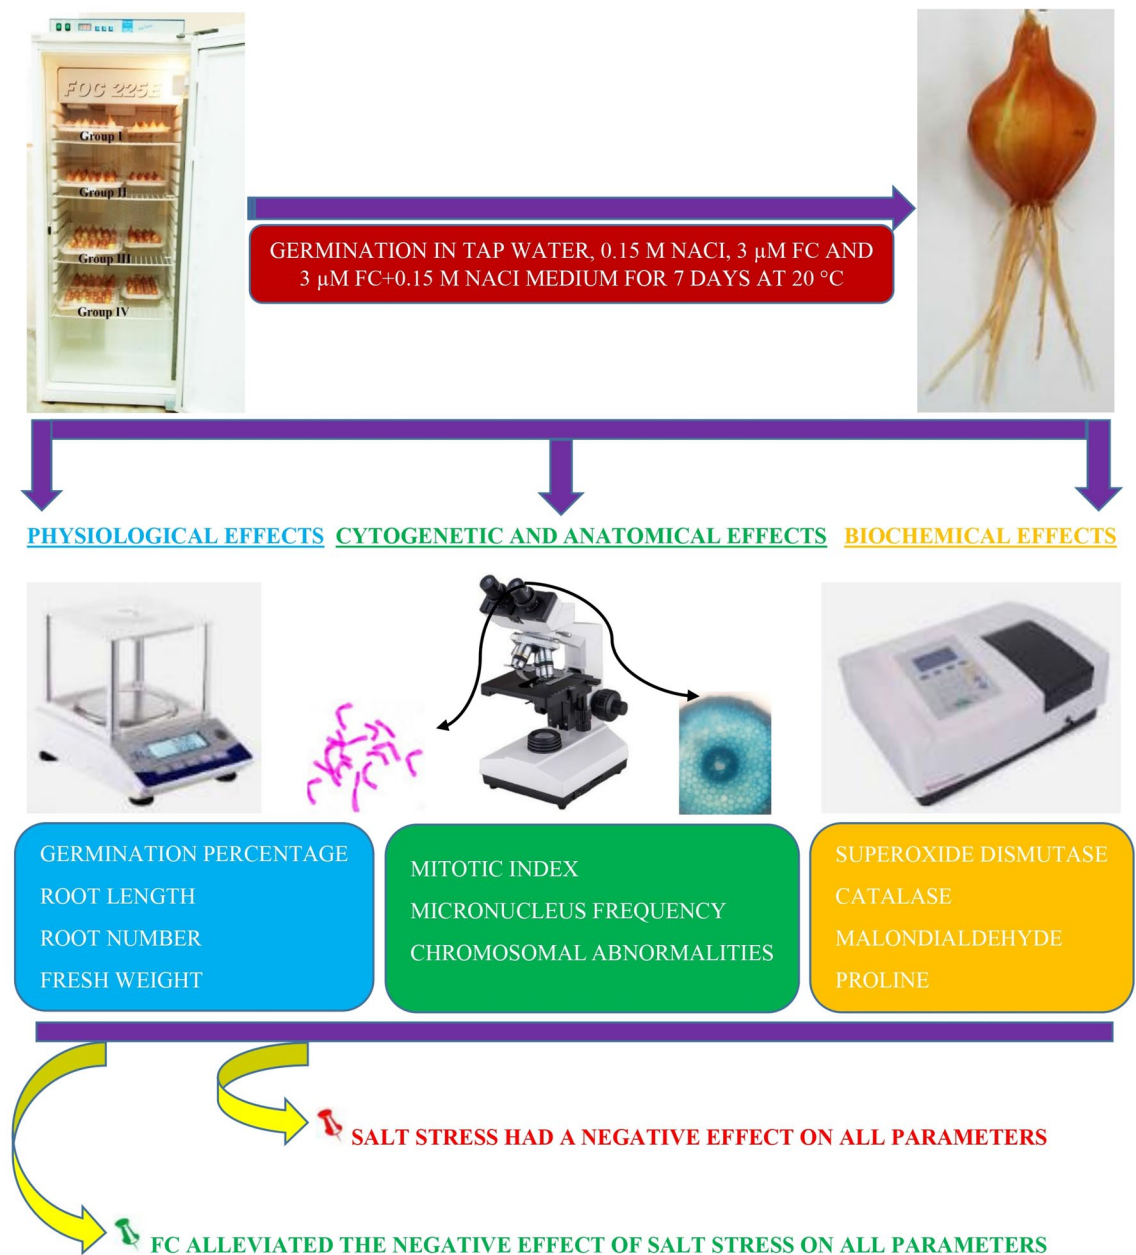 FOC 225E
Group I
Group II
Group III
Group IV
GERMINATION IN TAP WATER, 0.15 M NACI, 3 µM FC AND
3 µM FC+0.15 M NACI MEDIUM FOR 7 DAYS AT 20 °C
PHYSIOLOGICAL EFFECTS CYTOGENETIC AND ANATOMICAL EFFECTS BIOCHEMICAL EFFECTS
GERMINATION PERCENTAGE
ROOT LENGTH
ROOT NUMBER
FRESH WEIGHT
MITOTIC INDEX
MICRONUCLEUS FREQUENCY
CHROMOSOMAL ABNORMALITIES
SUPEROXIDE DISMUTASE
CATALASE
MALONDIALDEHYDE
PROLINE
SALT STRESS HAD A NEGATIVE EFFECT ON ALL PARAMETERS
FC ALLEVIATED THE NEGATIVE EFFECT OF SALT STRESS ON ALL PARAMETERS